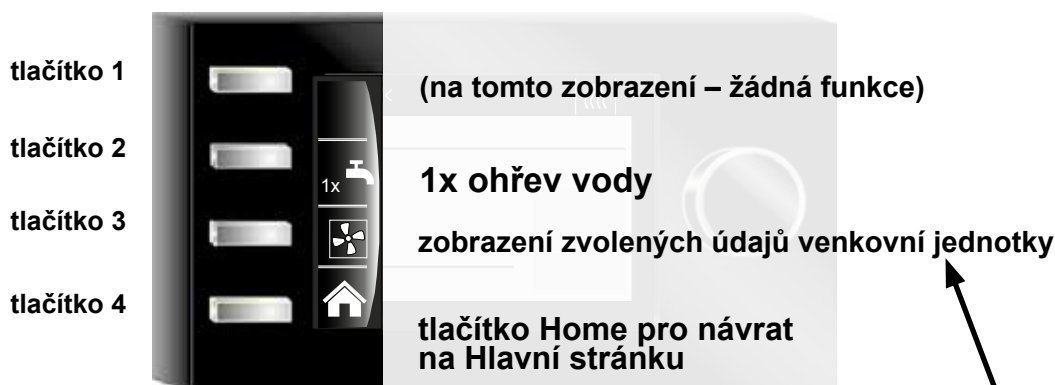 tlačítko 1
(na tomto zobrazení – žádná funkce)
tlačítko 2
1x
1x ohřev vody
tlačítko 3
zobrazení zvolených údajů venkovní jednotky
tlačítko 4
tlačítko Home pro návrat
na Hlavní stránku